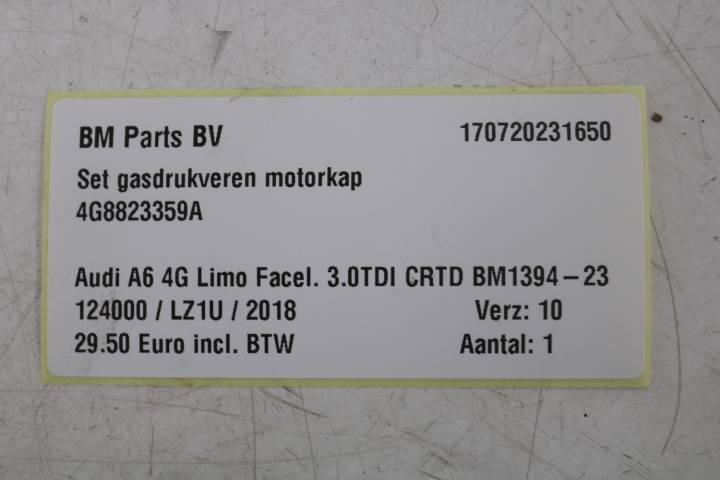 BM Parts BV 170720231650
Set gasdrukveren motorkap
4G8823359A
Audi A6 4G Limo Facel. 3.0TDI CRTD BM1394-23
124000 / LZ1U / 2018 Verz: 10
29.50 Euro incl. BTW Aantal: 1